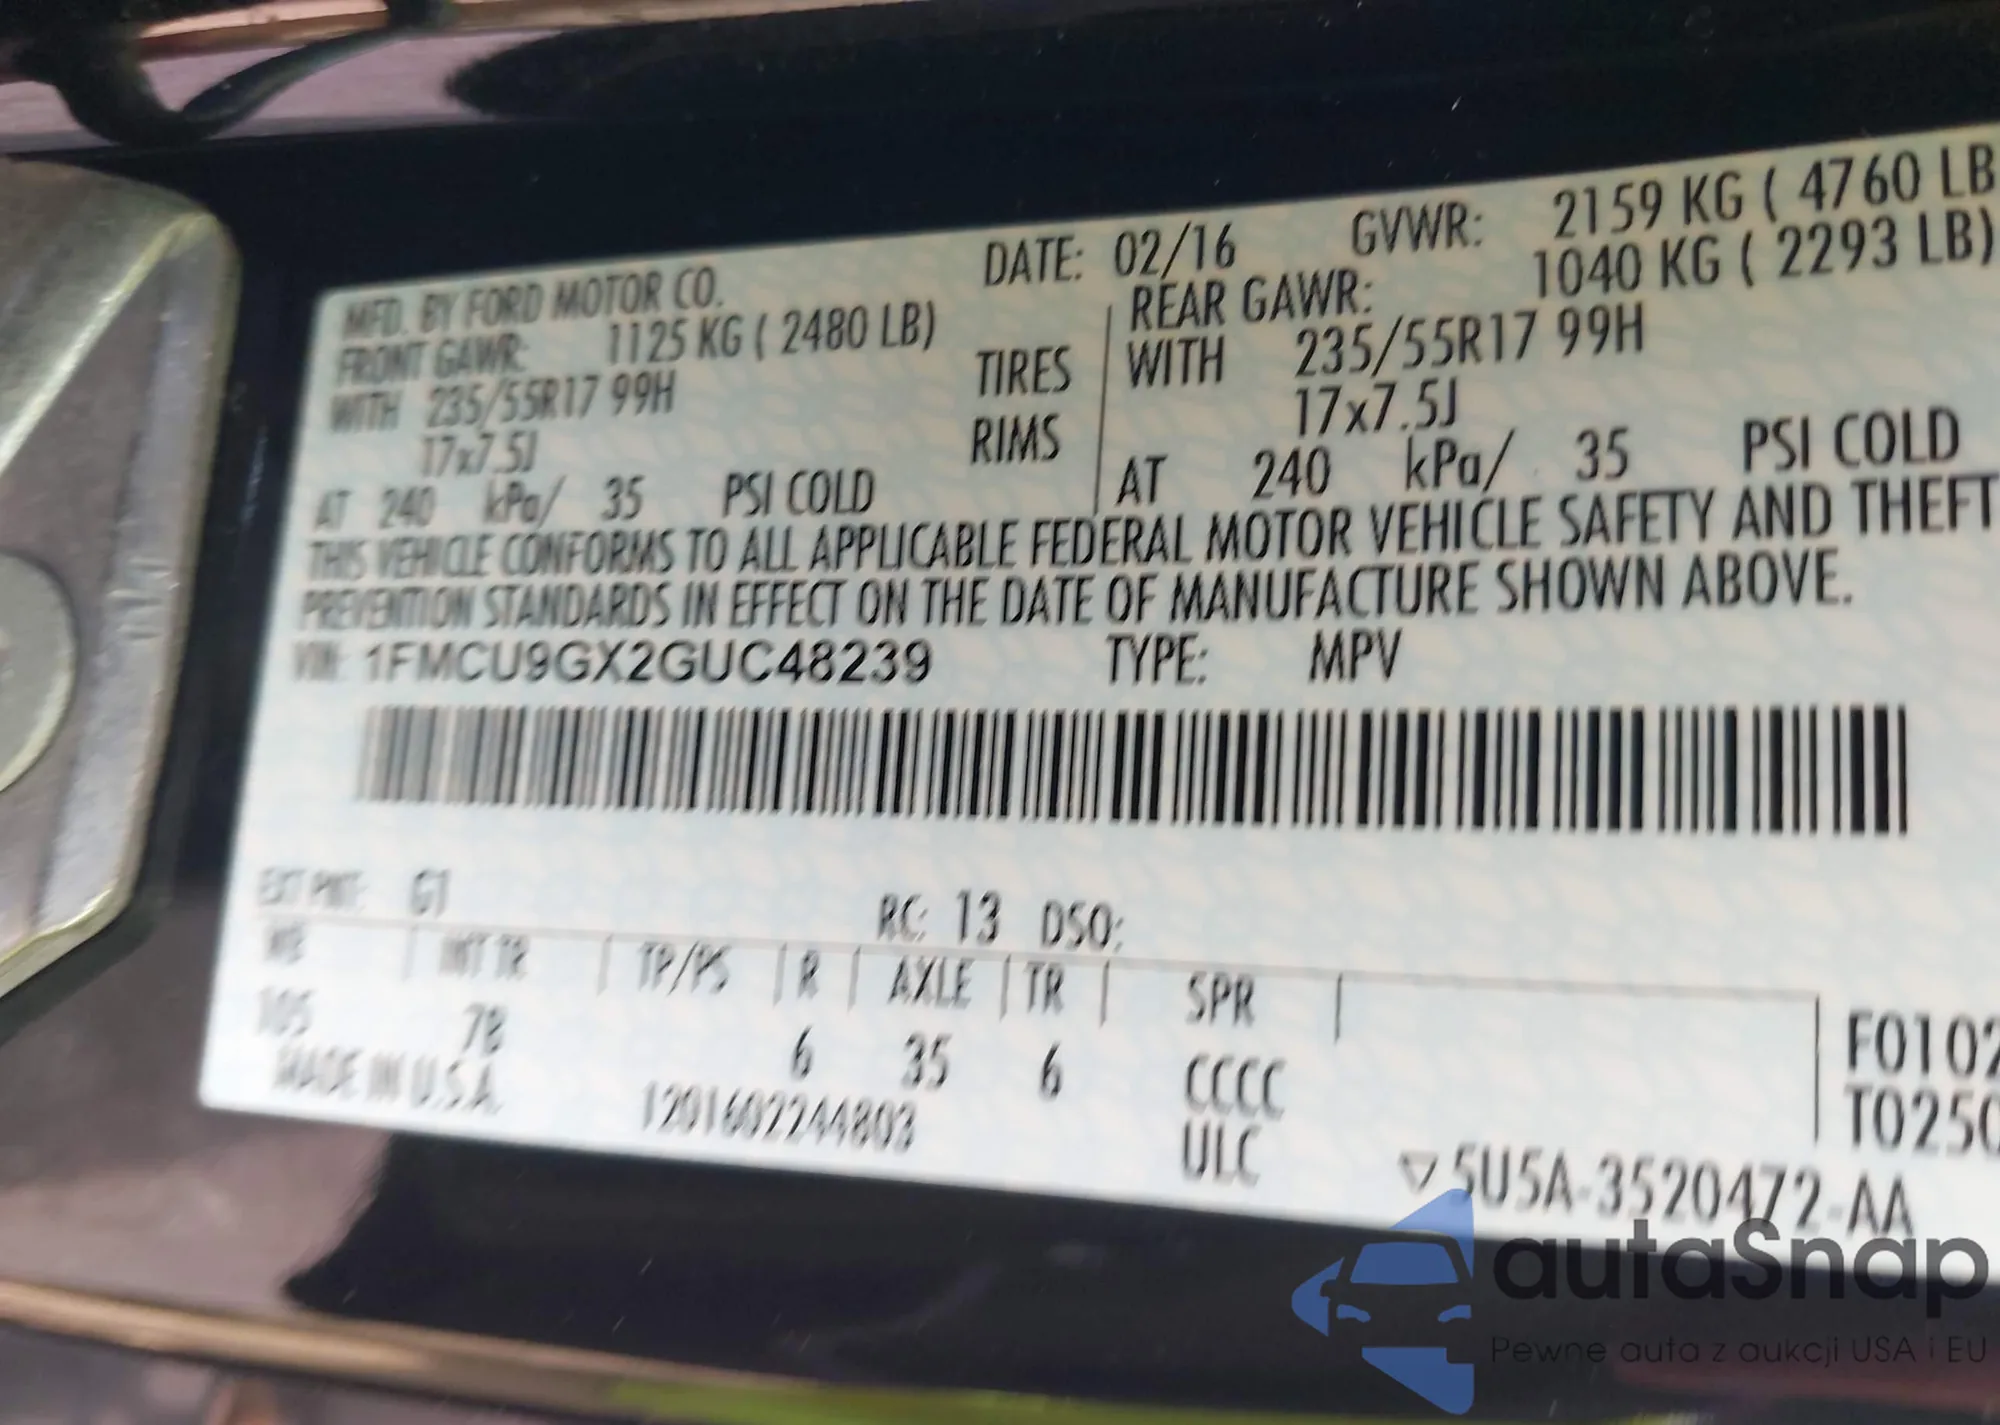 MFD. BY FORD MOTOR CO. DATE: 02/16 GVWR: 2159 KG ( 4760 LB
FRONT GAWR: 1125 KG ( 2480 LB) REAR GAWR: 1040 KG ( 2293 LB)
WITH 235/55R17 99H TIRES WITH 235/55R17 99H
17x7.5J RIMS 17x7.5J
AT 240 kPa/ 35 PSI COLD AT 240 kPa/ 35 PSI COLD
THIS VEHICLE CONFORMS TO ALL APPLICABLE FEDERAL MOTOR VEHICLE SAFETY AND THEFT
PREVENTION STANDARDS IN EFFECT ON THE DATE OF MANUFACTURE SHOWN ABOVE.
VIN: 1FMCU9GX2GUC48239 TYPE: MPV
EXT PNT: G1 RC: 13 DSO:
WB | INT TR | TP/PS | R | AXLE | TR | SPR |
105 7B 6 35 6 CCCC F0102
MADE IN U.S.A. 1201602244803 ULC T0250
▽5U5A-3520472-AA
autaSnap
Pewne auta z aukcji USA i EU